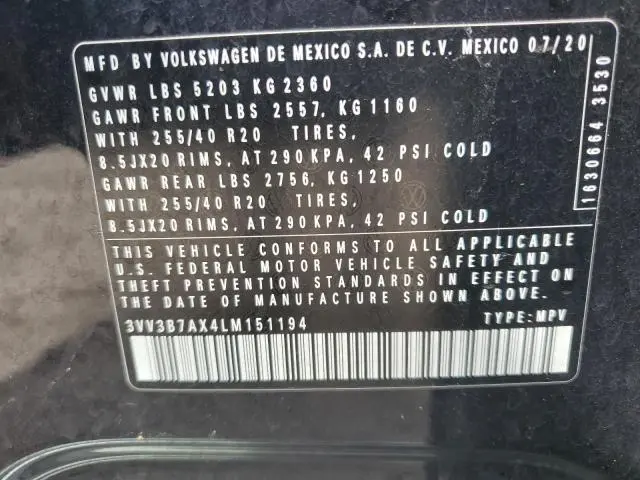 MFD BY VOLKSWAGEN DE MEXICO S.A. DE C.V. MEXICO 07/20
GVWR LBS 5203 KG 2360
GAWR FRONT LBS 2557, KG 1160
WITH 255/40 R20 TIRES,
8.5JX20 RIMS, AT 290 KPA, 42 PSI COLD
GAWR REAR LBS 2756, KG 1250
WITH 255/40 R20 TIRES,
8.5JX20 RIMS, AT 290 KPA, 42 PSI COLD
THIS VEHICLE CONFORMS TO ALL APPLICABLE
U.S. FEDERAL MOTOR VEHICLE SAFETY AND
THEFT PREVENTION STANDARDS IN EFFECT ON
THE DATE OF MANUFACTURE SHOWN ABOVE.
3VV3B7AX4LM151194 TYPE: MPV
1630664 3530